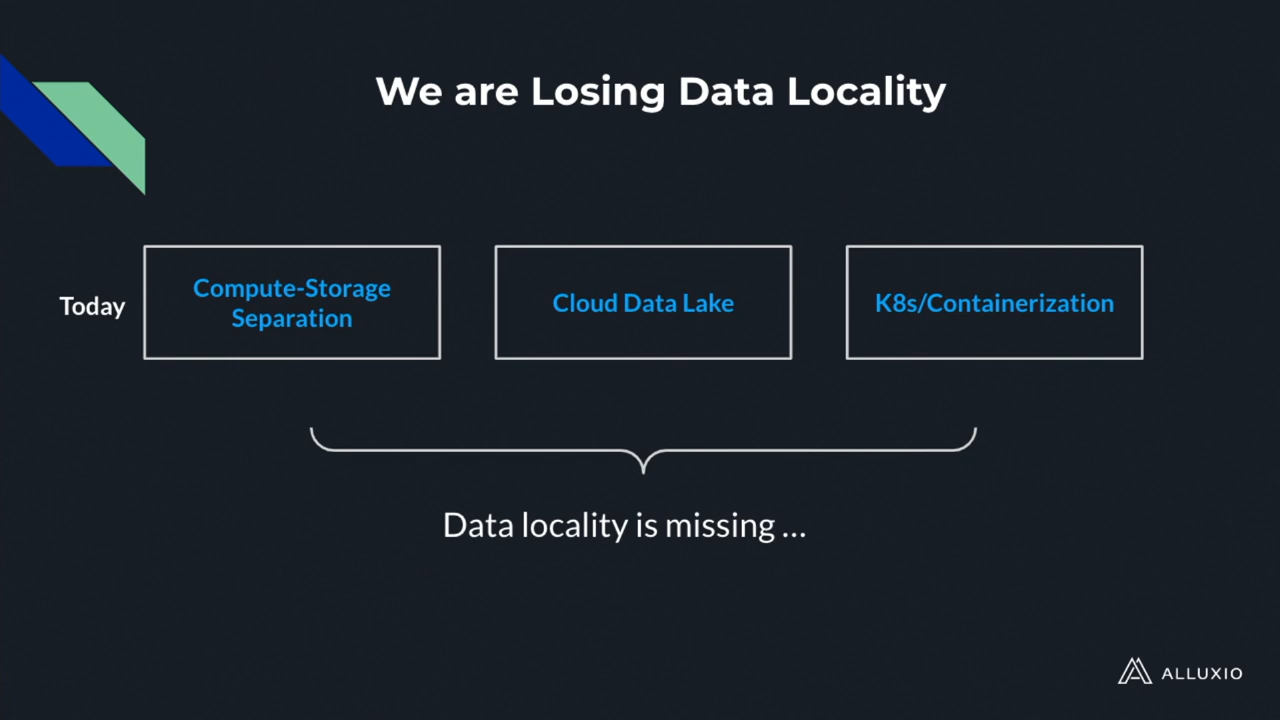 We are Losing Data Locality
Today
Compute-Storage
Separation
Cloud Data Lake
K8s/Containerization
Data locality is missing ...
ALLUXIO